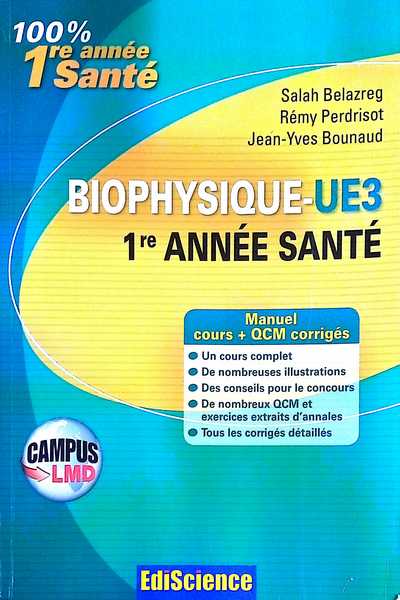 100%
1re année
Santé
Salah Belazreg
Rémy Perdrisot
Jean-Yves Bounaud
BIOPHYSIQUE-UE3
1re ANNÉE SANTÉ
Manuel
cours + QCM corrigés
Un cours complet
De nombreuses illustrations
Des conseils pour le concours
De nombreux QCM et
exercices extraits d'annales
Tous les corrigés détaillés
CAMPUS
LMD
EdiScience